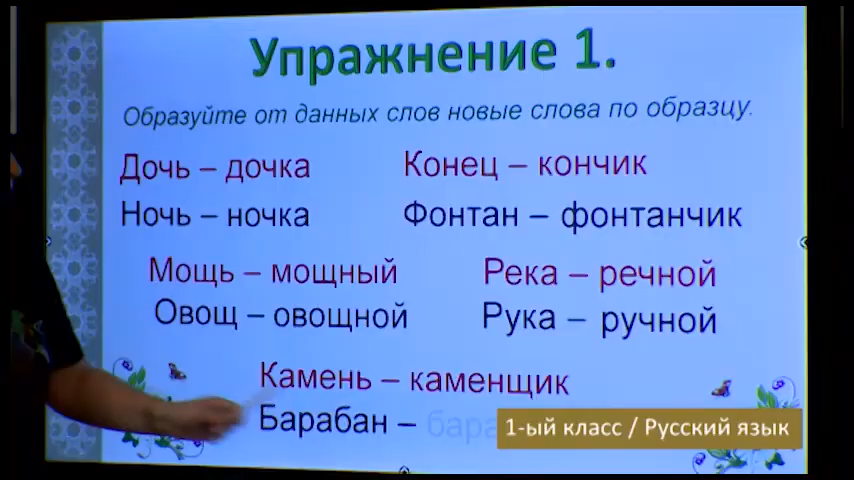 Упражнение 1.
Образуйте от данных слов новые слова по образцу.
Дочь – дочка
Конец – кончик
Ночь – ночка
Фонтан – фонтанчик
Мощь – мощный
Река – речной
Овощ – овощной
Рука – ручной
Камень – каменщик
Барабан –
1-ый класс / Русский язык